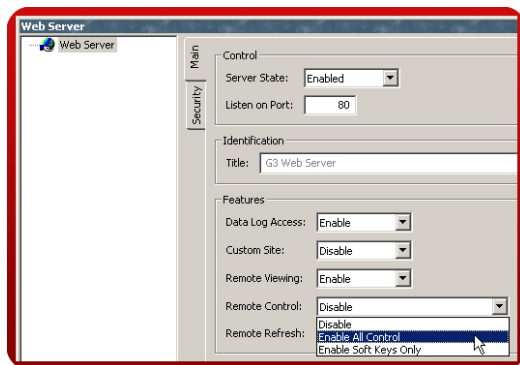 Web Server
Web Server
Main
Security
Control
Server State: Enabled
Listen on Port: 80
Identification
Title: G3 Web Server
Features
Data Log Access: Enable
Custom Site: Disable
Remote Viewing: Enable
Remote Control: Disable
Disable
Remote Refresh: Enable All Control
Enable Soft Keys Only